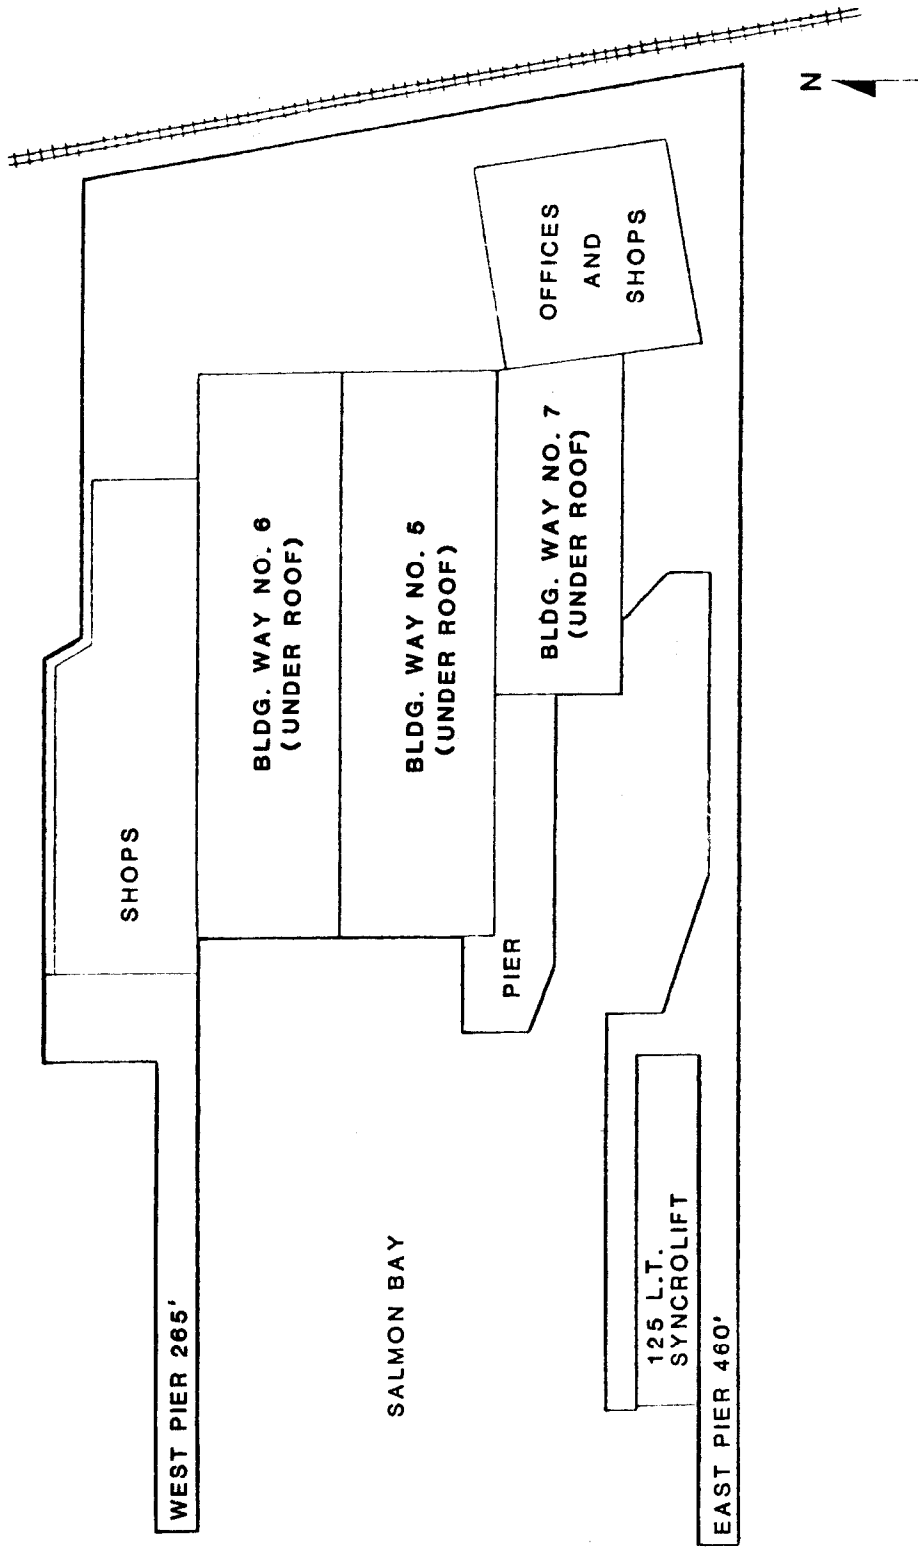 N
OFFICES
AND
SHOPS
BLDG. WAY NO. 6
(UNDER ROOF)
BLDG. WAY NO. 5
(UNDER ROOF)
BLDG. WAY NO. 7
(UNDER ROOF)
SHOPS
PIER
SALMON BAY
WEST PIER 265'
125 L.T.
SYNCROLIFT
EAST PIER 460'